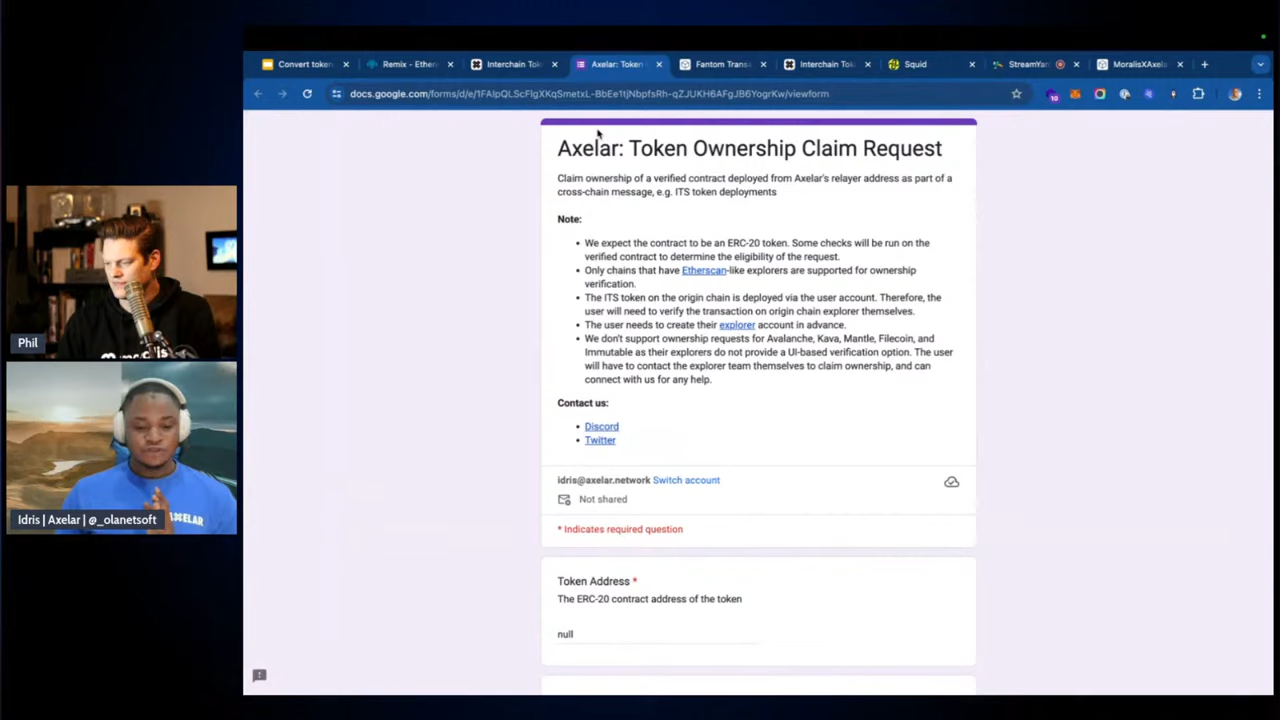 Convert token
Remix - Ether
Interchain Tok
Axelar: Token
Fantom Transa
Interchain Tok
Squid
StreamYar
MoralisXAxela
docs.google.com/forms/d/e/1FAIpQLScFlgXKqSmetxL-BbEe1tjNbpfsRh-qZJUKH6AFgJB6YogrKw/viewform
10
Axelar: Token Ownership Claim Request
Claim ownership of a verified contract deployed from Axelar's relayer address as part of a
cross-chain message, e.g. ITS token deployments
Note:
• We expect the contract to be an ERC-20 token. Some checks will be run on the
verified contract to determine the eligibility of the request.
• Only chains that have Etherscan-like explorers are supported for ownership
verification.
• The ITS token on the origin chain is deployed via the user account. Therefore, the
user will need to verify the transaction on origin chain explorer themselves.
• The user needs to create their explorer account in advance.
• We don't support ownership requests for Avalanche, Kava, Mantle, Filecoin, and
Immutable as their explorers do not provide a UI-based verification option. The user
will have to contact the explorer team themselves to claim ownership, and can
connect with us for any help.
Contact us:
• Discord
• Twitter
idris@axelar.network Switch account
Not shared
* Indicates required question
Token Address *
The ERC-20 contract address of the token
null
Phil
AXELAR
Idris | Axelar | @_olanetsoft